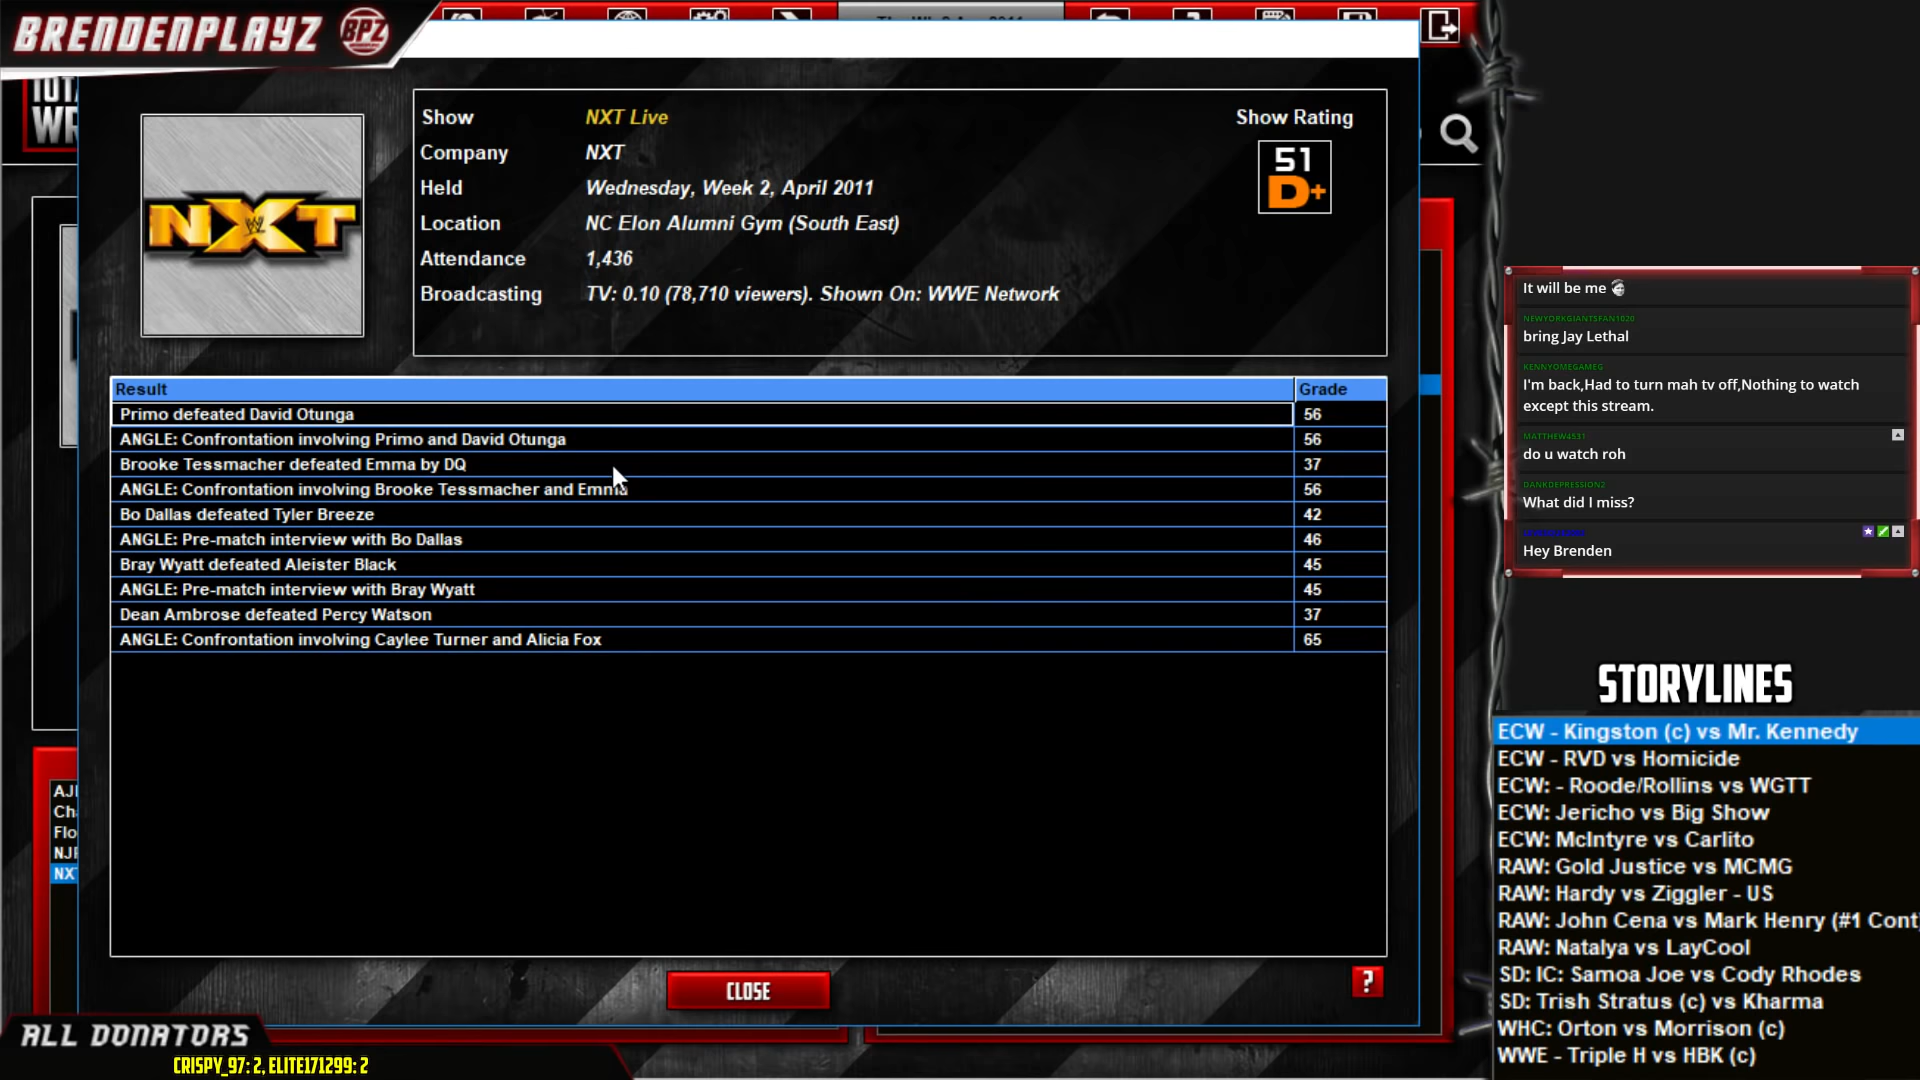 BRENDENPLAYZ
BPZ
NXT
Show NXT Live
Company NXT
Held Wednesday, Week 2, April 2011
Location NC Elon Alumni Gym (South East)
Attendance 1,436
Broadcasting TV: 0.10 (78,710 viewers). Shown On: WWE Network
Show Rating
51
D+
Result Grade
Primo defeated David Otunga 56
ANGLE: Confrontation involving Primo and David Otunga 56
Brooke Tessmacher defeated Emma by DQ 37
ANGLE: Confrontation involving Brooke Tessmacher and Emma 56
Bo Dallas defeated Tyler Breeze 42
ANGLE: Pre-match interview with Bo Dallas 46
Bray Wyatt defeated Aleister Black 45
ANGLE: Pre-match interview with Bray Wyatt 45
Dean Ambrose defeated Percy Watson 37
ANGLE: Confrontation involving Caylee Turner and Alicia Fox 65
CLOSE
?
AJ
Ch
Flo
NJ
NX
ALL DONATORS
CRISPY_97: 2, ELITE171299: 2
It will be me
NEWYORKGIANTSFAN1020
bring Jay Lethal
KENNYOMEGAMEG
I'm back,Had to turn mah tv off,Nothing to watch
except this stream.
MATTHEW4531
do u watch roh
DANKDEPRESSION2
What did I miss?
Hey Brenden
STORYLINES
ECW - Kingston (c) vs Mr. Kennedy
ECW - RVD vs Homicide
ECW: - Roode/Rollins vs WGTT
ECW: Jericho vs Big Show
ECW: McIntyre vs Carlito
RAW: Gold Justice vs MCMG
RAW: Hardy vs Ziggler - US
RAW: John Cena vs Mark Henry (#1 Cont
RAW: Natalya vs LayCool
SD: IC: Samoa Joe vs Cody Rhodes
SD: Trish Stratus (c) vs Kharma
WHC: Orton vs Morrison (c)
WWE - Triple H vs HBK (c)